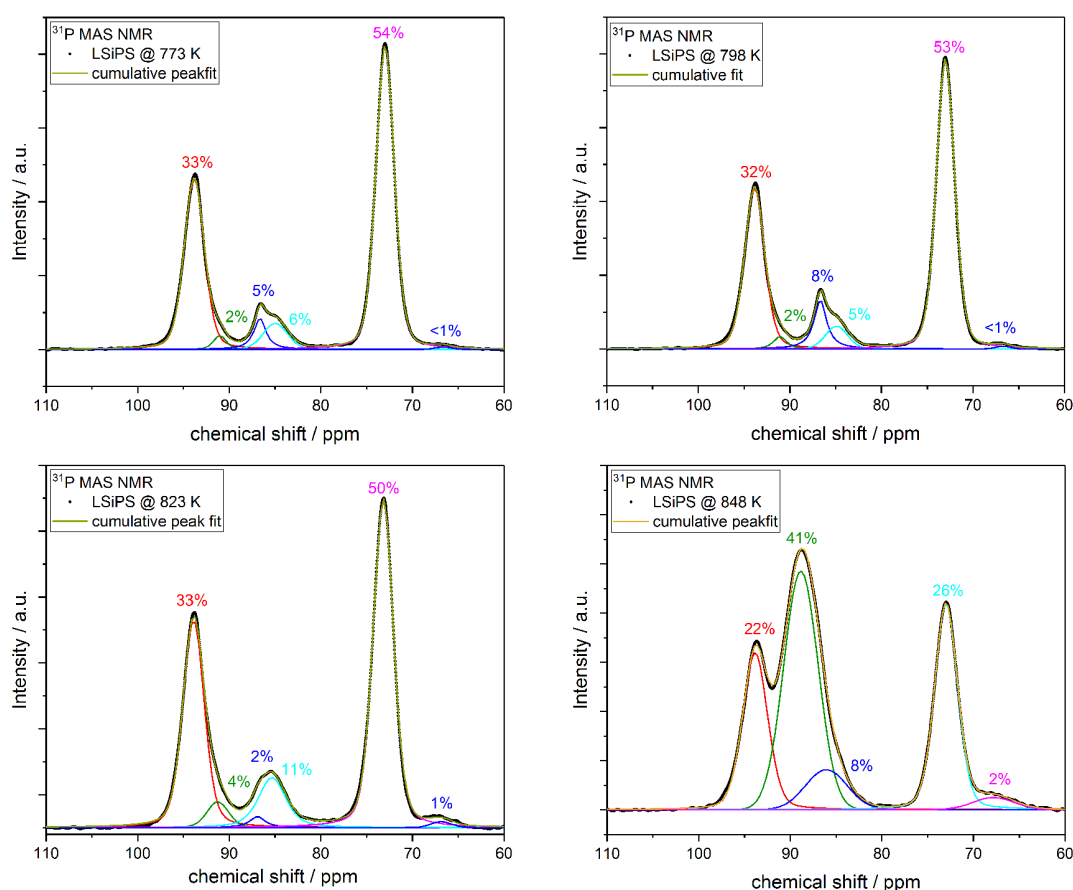 ³¹P MAS NMR
LSiPS @ 773 K
cumulative peakfit
54%
33%
2%
5%
6%
<1%
Intensity / a.u.
110 100 90 80 70 60
chemical shift / ppm
³¹P MAS NMR
LSiPS @ 798 K
cumulative fit
53%
32%
2%
8%
5%
<1%
Intensity / a.u.
110 100 90 80 70 60
chemical shift / ppm
³¹P MAS NMR
LSiPS @ 823 K
cumulative peak fit
50%
33%
4%
2%
11%
1%
Intensity / a.u.
110 100 90 80 70 60
chemical shift / ppm
³¹P MAS NMR
LSiPS @ 848 K
cumulative peakfit
41%
26%
22%
8%
2%
Intensity / a.u.
110 100 90 80 70 60
chemical shift / ppm